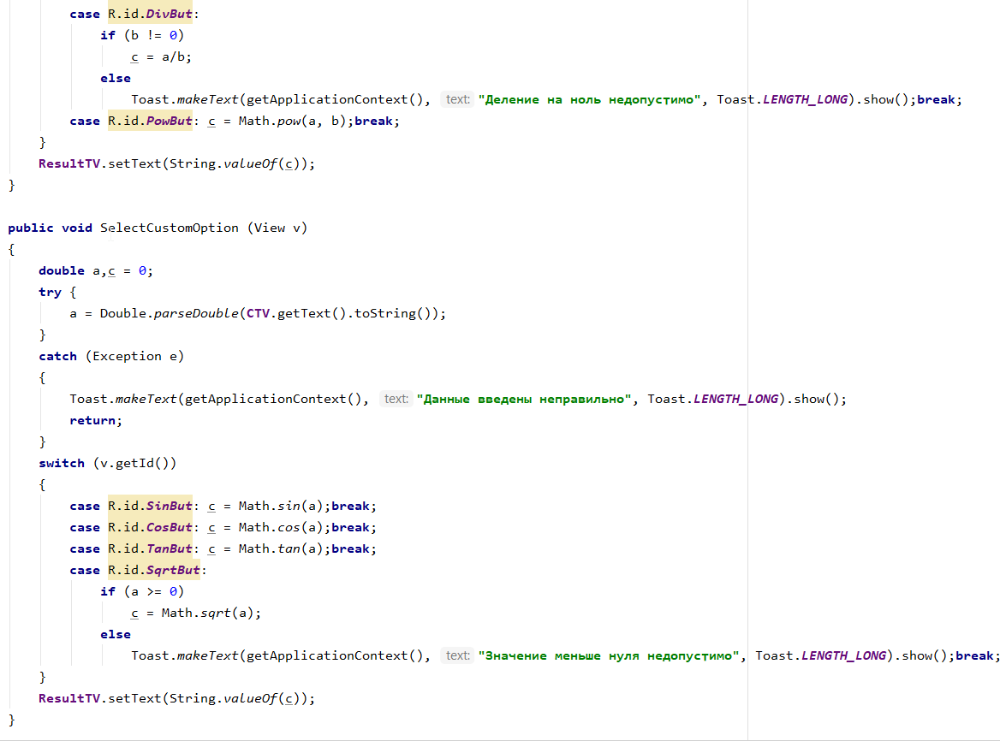 case R.id.DivBut:
if (b != 0)
c = a/b;
else
Toast.makeText(getApplicationContext(), text: "Деление на ноль недопустимо", Toast.LENGTH_LONG).show();break;
case R.id.PowBut: c = Math.pow(a, b);break;
}
ResultTV.setText(String.valueOf(c));
}
public void SelectCustomOption (View v)
{
double a,c = 0;
try {
a = Double.parseDouble(CTV.getText().toString());
}
catch (Exception e)
{
Toast.makeText(getApplicationContext(), text: "Данные введены неправильно", Toast.LENGTH_LONG).show();
return;
}
switch (v.getId())
{
case R.id.SinBut: c = Math.sin(a);break;
case R.id.CosBut: c = Math.cos(a);break;
case R.id.TanBut: c = Math.tan(a);break;
case R.id.SqrtBut:
if (a >= 0)
c = Math.sqrt(a);
else
Toast.makeText(getApplicationContext(), text: "Значение меньше нуля недопустимо", Toast.LENGTH_LONG).show();break;
}
ResultTV.setText(String.valueOf(c));
}